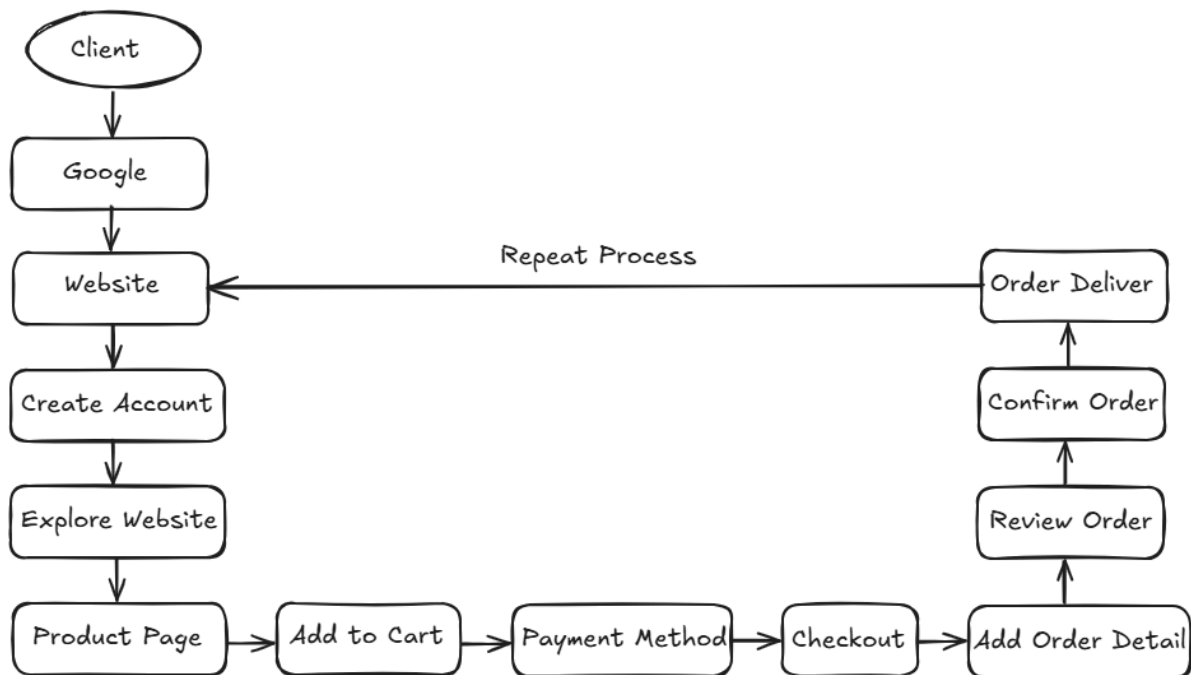 Client
Google
Website
Create Account
Explore Website
Product Page
Add to Cart
Payment Method
Checkout
Add Order Detail
Review Order
Confirm Order
Order Deliver
Repeat Process